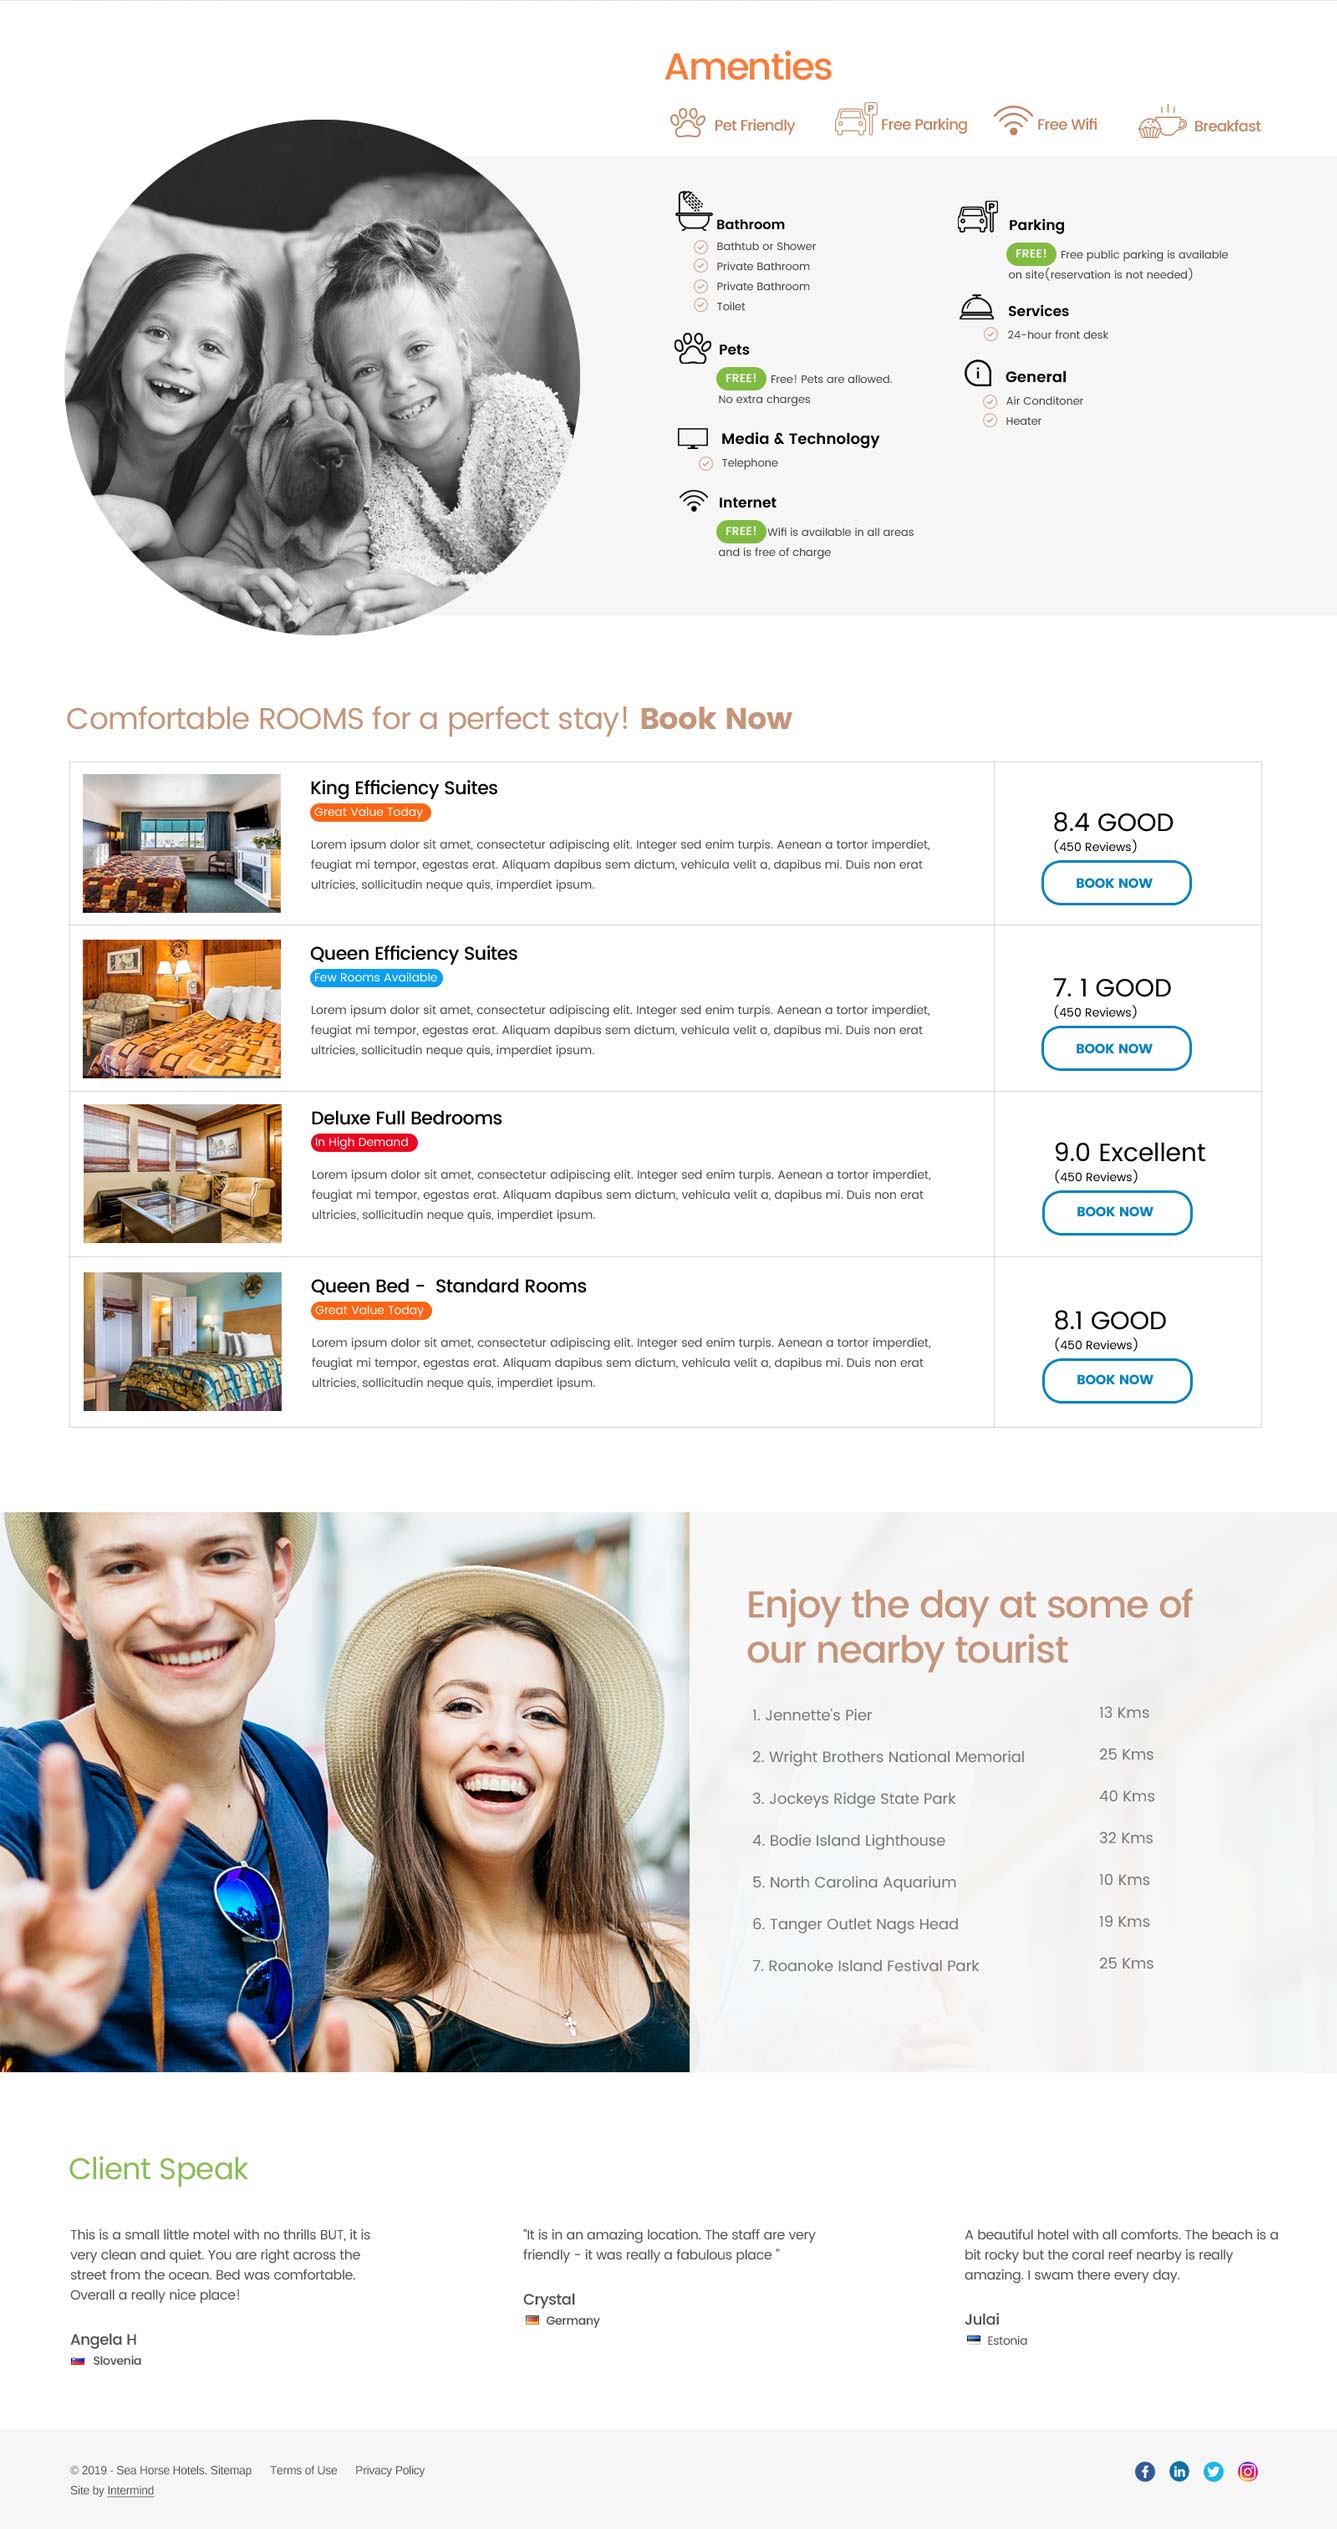 Amenties
Pet Friendly
P
Free Parking
Free Wifi
Breakfast
Bathroom
Bathtub or Shower
Private Bathroom
Private Bathroom
Toilet
Pets
FREE! Free! Pets are allowed.
No extra charges
Media & Technology
Telephone
Internet
FREE! Wifi is available in all areas
and is free of charge
P
Parking
FREE! Free public parking is available
on site(reservation is not needed)
Services
24-hour front desk
i
General
Air Conditoner
Heater
Comfortable ROOMS for a perfect stay! Book Now
King Efficiency Suites
Great Value Today
Lorem ipsum dolor sit amet, consectetur adipiscing elit. Integer sed enim turpis. Aenean a tortor imperdiet,
feugiat mi tempor, egestas erat. Aliquam dapibus sem dictum, vehicula velit a, dapibus mi. Duis non erat
ultricies, sollicitudin neque quis, imperdiet ipsum.
8.4 GOOD
(450 Reviews)
BOOK NOW
Queen Efficiency Suites
Few Rooms Available
Lorem ipsum dolor sit amet, consectetur adipiscing elit. Integer sed enim turpis. Aenean a tortor imperdiet,
feugiat mi tempor, egestas erat. Aliquam dapibus sem dictum, vehicula velit a, dapibus mi. Duis non erat
ultricies, sollicitudin neque quis, imperdiet ipsum.
7. 1 GOOD
(450 Reviews)
BOOK NOW
Deluxe Full Bedrooms
In High Demand
Lorem ipsum dolor sit amet, consectetur adipiscing elit. Integer sed enim turpis. Aenean a tortor imperdiet,
feugiat mi tempor, egestas erat. Aliquam dapibus sem dictum, vehicula velit a, dapibus mi. Duis non erat
ultricies, sollicitudin neque quis, imperdiet ipsum.
9.0 Excellent
(450 Reviews)
BOOK NOW
Queen Bed - Standard Rooms
Great Value Today
Lorem ipsum dolor sit amet, consectetur adipiscing elit. Integer sed enim turpis. Aenean a tortor imperdiet,
feugiat mi tempor, egestas erat. Aliquam dapibus sem dictum, vehicula velit a, dapibus mi. Duis non erat
ultricies, sollicitudin neque quis, imperdiet ipsum.
8.1 GOOD
(450 Reviews)
BOOK NOW
Enjoy the day at some of
our nearby tourist
1. Jennette's Pier 13 Kms
2. Wright Brothers National Memorial 25 Kms
3. Jockeys Ridge State Park 40 Kms
4. Bodie Island Lighthouse 32 Kms
5. North Carolina Aquarium 10 Kms
6. Tanger Outlet Nags Head 19 Kms
7. Roanoke Island Festival Park 25 Kms
Client Speak
This is a small little motel with no thrills BUT, it is
very clean and quiet. You are right across the
street from the ocean. Bed was comfortable.
Overall a really nice place!
Angela H
Slovenia
"It is in an amazing location. The staff are very
friendly - it was really a fabulous place "
Crystal
Germany
A beautiful hotel with all comforts. The beach is a
bit rocky but the coral reef nearby is really
amazing. I swam there every day.
Julai
Estonia
© 2019 - Sea Horse Hotels. Sitemap Terms of Use Privacy Policy
Site by Intermind
f
in